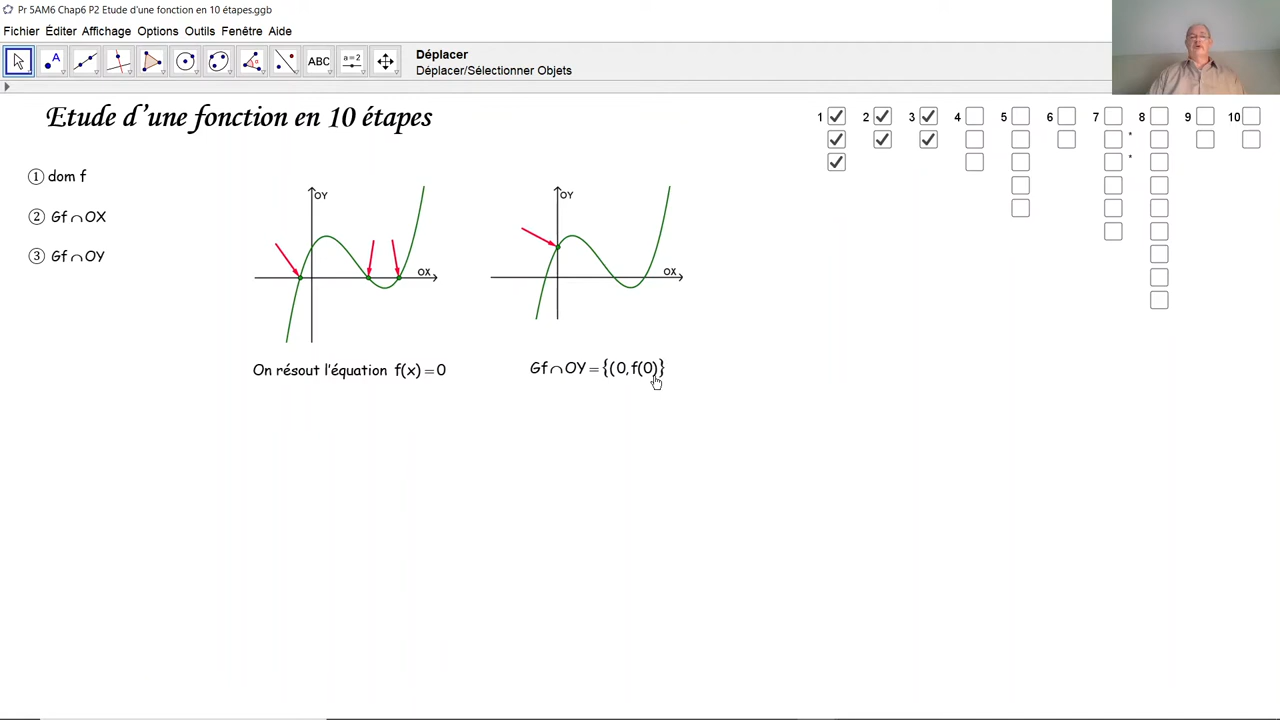 Pr 5AM6 Chap6 P2 Etude d'une fonction en 10 étapes.ggb
Fichier Éditer Affichage Options Outils Fenêtre Aide
ABC a=2
Déplacer
Déplacer/Sélectionner Objets
Etude d'une fonction en 10 étapes
1 2 3 4 5 6 7 8 9 10
*
*
① dom f
② Gf∩OX
③ Gf∩OY
OY
OX
OY
OX
On résout l'équation f(x)=0
Gf∩OY={(0,f(0)}